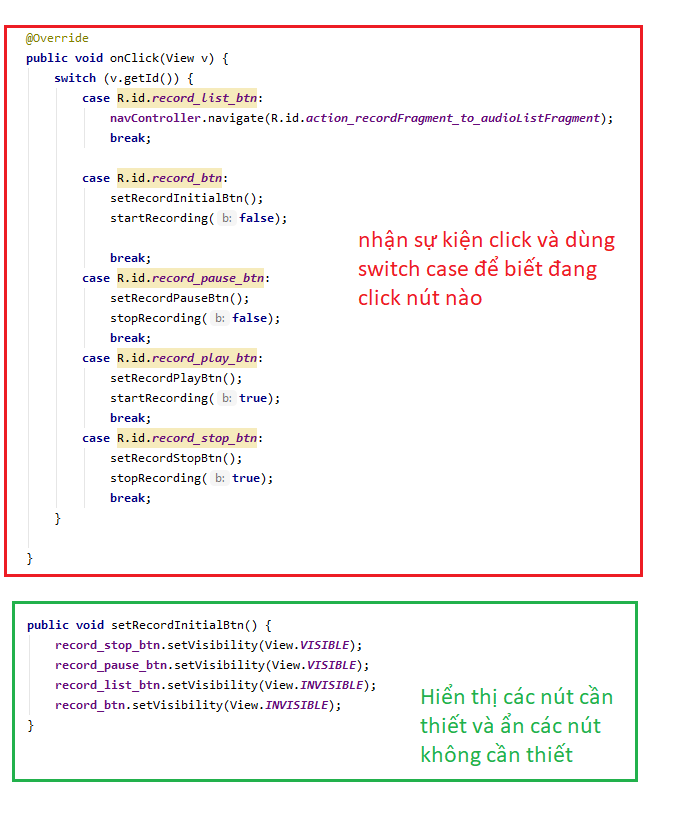 @Override
public void onClick(View v) {
switch (v.getId()) {
case R.id.record_list_btn:
navController.navigate(R.id.action_recordFragment_to_audioListFragment);
break;
case R.id.record_btn:
setRecordInitialBtn();
startRecording( b: false);
break;
case R.id.record_pause_btn:
setRecordPauseBtn();
stopRecording( b: false);
break;
case R.id.record_play_btn:
setRecordPlayBtn();
startRecording( b: true);
break;
case R.id.record_stop_btn:
setRecordStopBtn();
stopRecording( b: true);
break;
}
}
nhận sự kiện click và dùng
switch case để biết đang
click nút nào
public void setRecordInitialBtn() {
record_stop_btn.setVisibility(View.VISIBLE);
record_pause_btn.setVisibility(View.VISIBLE);
record_list_btn.setVisibility(View.INVISIBLE);
record_btn.setVisibility(View.INVISIBLE);
}
Hiển thị các nút cần
thiết và ẩn các nút
không cần thiết